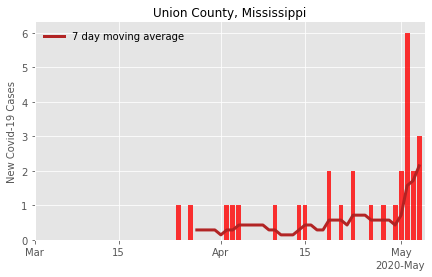 Union County, Mississippi
7 day moving average
New Covid-19 Cases
6
5
4
3
2
1
0
Mar 15 Apr 15 May
2020-May